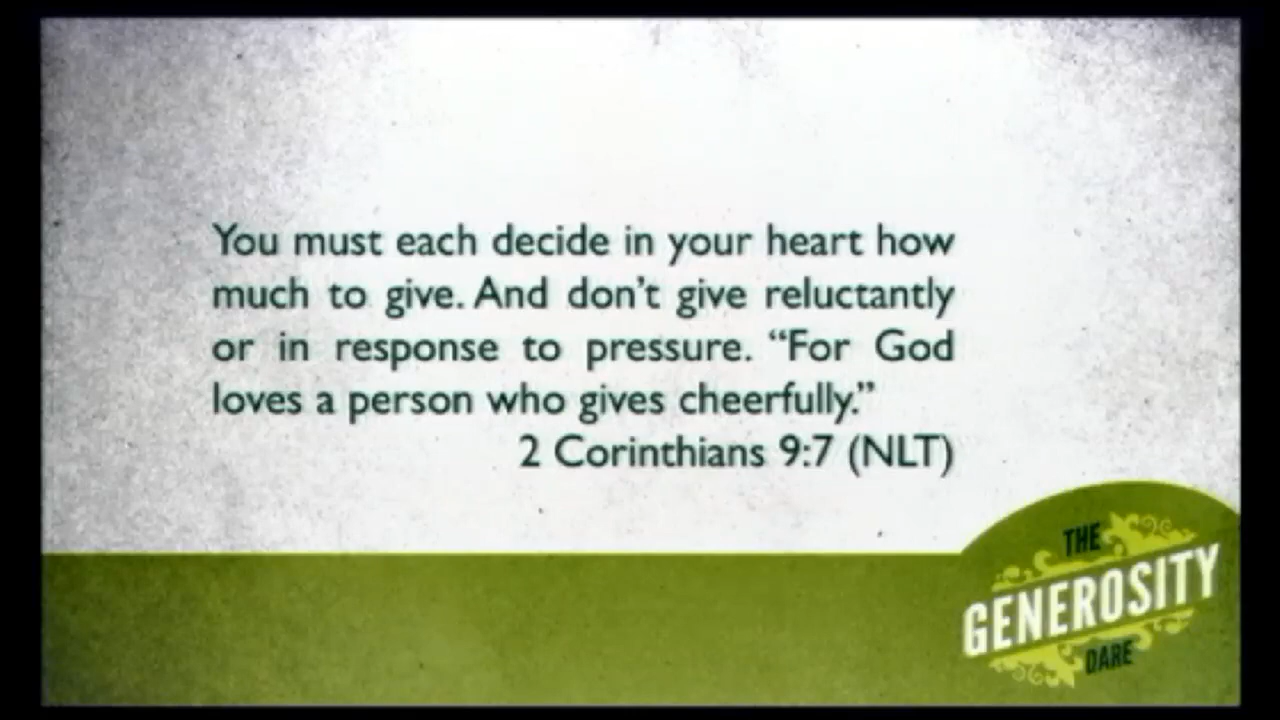 You must each decide in your heart how
much to give. And don't give reluctantly
or in response to pressure. “For God
loves a person who gives cheerfully.”
2 Corinthians 9:7 (NLT)
THE
GENEROSITY
DARE